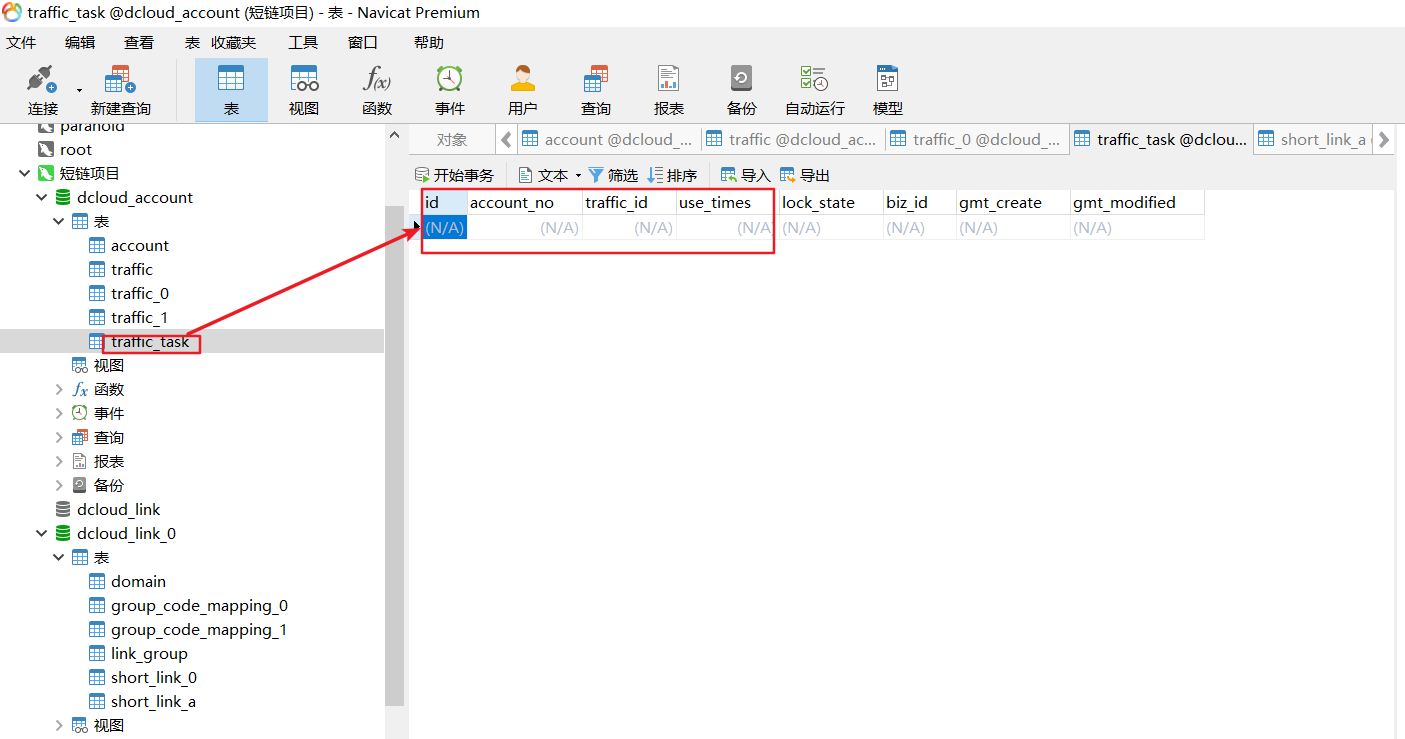 traffic_task @dcloud_account (短链项目) - 表 - Navicat Premium
文件 编辑 查看 表 收藏夹 工具 窗口 帮助
连接 新建查询 表 视图 函数 事件 用户 查询 报表 备份 自动运行 模型
paranoid
root
短链项目
dcloud_account
表
account
traffic
traffic_0
traffic_1
traffic_task
视图
函数
事件
查询
报表
备份
dcloud_link
dcloud_link_0
表
domain
group_code_mapping_0
group_code_mapping_1
link_group
short_link_0
short_link_a
视图
对象 account @dcloud_... traffic @dcloud_ac... traffic_0 @dcloud_... traffic_task @dclou... short_link_a
开始事务 文本 筛选 排序 导入 导出
id account_no traffic_id use_times lock_state biz_id gmt_create gmt_modified
(N/A) (N/A) (N/A) (N/A) (N/A) (N/A) (N/A) (N/A)